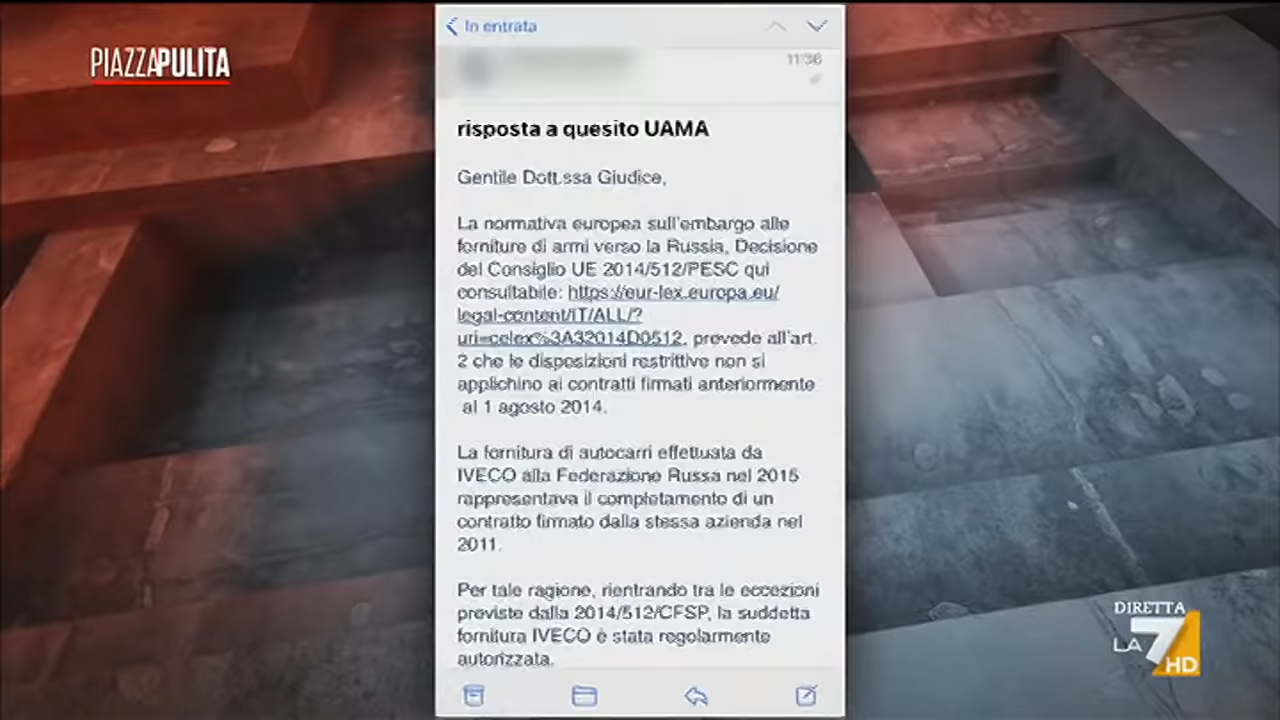 PIAZZAPULITA
In entrata
11:36
risposta a quesito UAMA
Gentile Dott.ssa Giudice,
La normativa europea sull'embargo alle
forniture di armi verso la Russia, Decisione
del Consiglio UE 2014/512/PESC qui
consultabile: https://eur-lex.europa.eu/
legal-content/IT/ALL/?
uri=celex%3A32014D0512, prevede all'art.
2 che le disposizioni restrittive non si
applichino ai contratti firmati anteriormente
al 1 agosto 2014.
La fornitura di autocarri effettuata da
IVECO alla Federazione Russa nel 2015
rappresentava il completamento di un
contratto firmato dalla stessa azienda nel
2011.
Per tale ragione, rientrando tra le eccezioni
previste dalla 2014/512/CFSP, la suddetta
fornitura IVECO è stata regolarmente
autorizzata.
DIRETTA
LA 7
HD